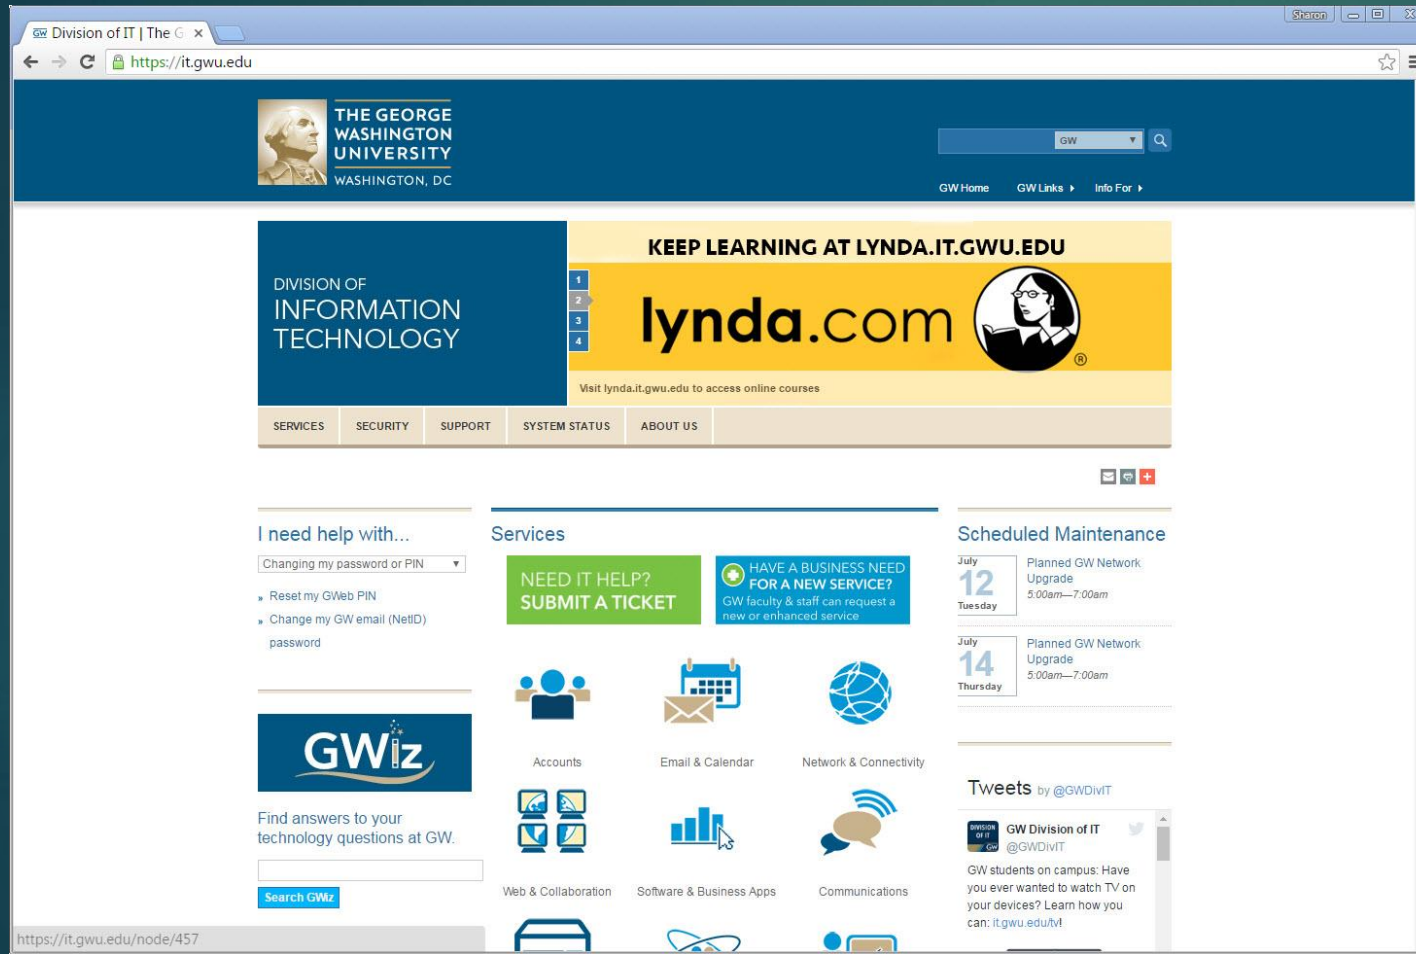 Sharon
GW Division of IT | The G
https://it.gwu.edu
THE GEORGE
WASHINGTON
UNIVERSITY
WASHINGTON, DC
GW
GW Home GW Links Info For
DIVISION OF
INFORMATION
TECHNOLOGY
KEEP LEARNING AT LYNDA.IT.GWU.EDU
1
2
3
4
lynda.com
®
Visit lynda.it.gwu.edu to access online courses
SERVICES SECURITY SUPPORT SYSTEM STATUS ABOUT US
I need help with...
Changing my password or PIN
» Reset my GWeb PIN
» Change my GW email (NetID)
password
GWiz
Find answers to your
technology questions at GW.
Search GWiz
Services
NEED IT HELP?
SUBMIT A TICKET
HAVE A BUSINESS NEED
FOR A NEW SERVICE?
GW faculty & staff can request a
new or enhanced service
Accounts Email & Calendar Network & Connectivity
Web & Collaboration Software & Business Apps Communications
Scheduled Maintenance
July
12
Tuesday
Planned GW Network
Upgrade
5:00am—7:00am
July
14
Thursday
Planned GW Network
Upgrade
5:00am—7:00am
Tweets by @GWDivIT
DIVISION
OF IT
GW
GW Division of IT
@GWDivIT
GW students on campus: Have
you ever wanted to watch TV on
your devices? Learn how you
can: it.gwu.edu/tv!
https://it.gwu.edu/node/457